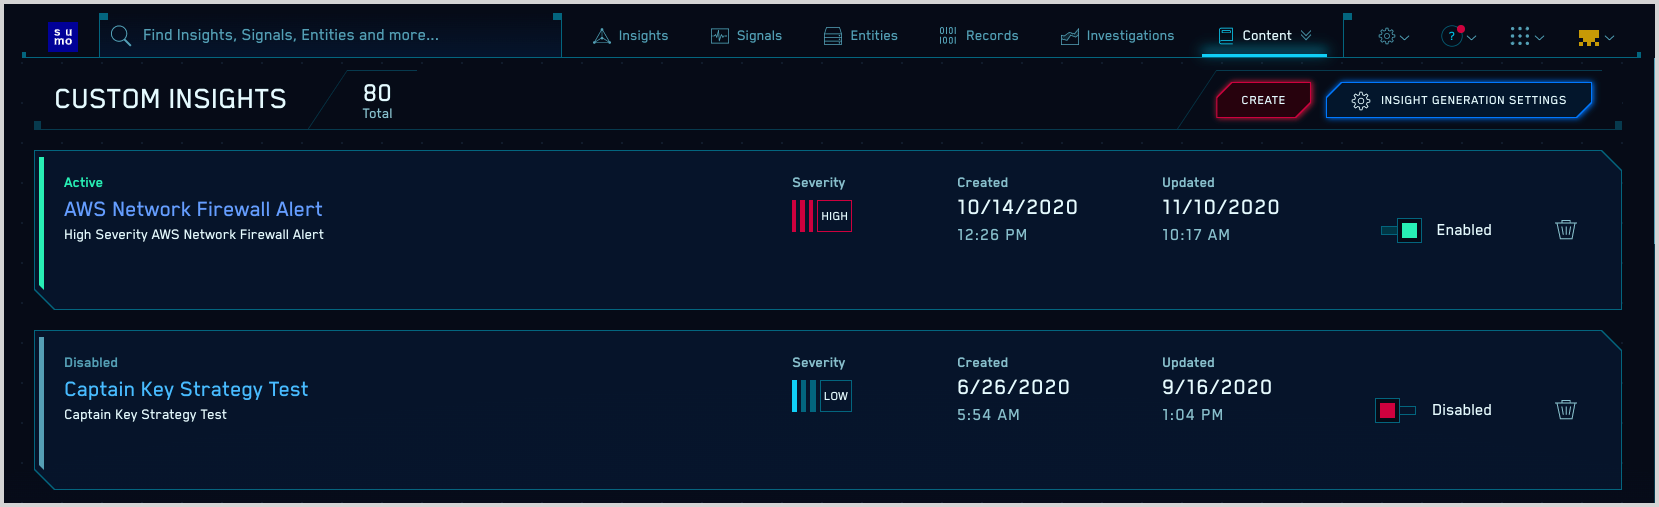 su
mo
Find Insights, Signals, Entities and more...
Insights
Signals
Entities
0101
1001
Records
Investigations
Content
?
CUSTOM INSIGHTS
80
Total
CREATE
INSIGHT GENERATION SETTINGS
Active
AWS Network Firewall Alert
High Severity AWS Network Firewall Alert
Severity
HIGH
Created
10/14/2020
12:26 PM
Updated
11/10/2020
10:17 AM
Enabled
Disabled
Captain Key Strategy Test
Captain Key Strategy Test
Severity
LOW
Created
6/26/2020
5:54 AM
Updated
9/16/2020
1:04 PM
Disabled